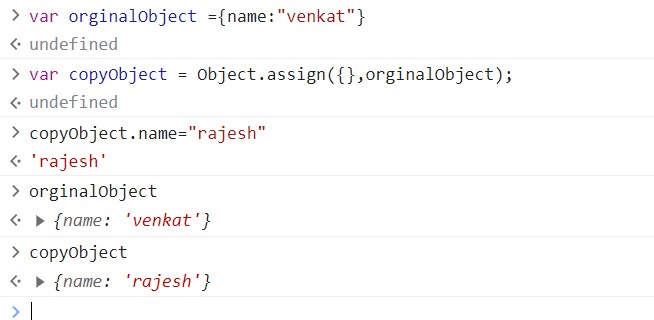 > var orginalObject ={name:"venkat"}
undefined
> var copyObject = Object.assign({},orginalObject);
undefined
> copyObject.name="rajesh"
'rajesh'
> orginalObject
{name: 'venkat'}
> copyObject
{name: 'rajesh'}
>